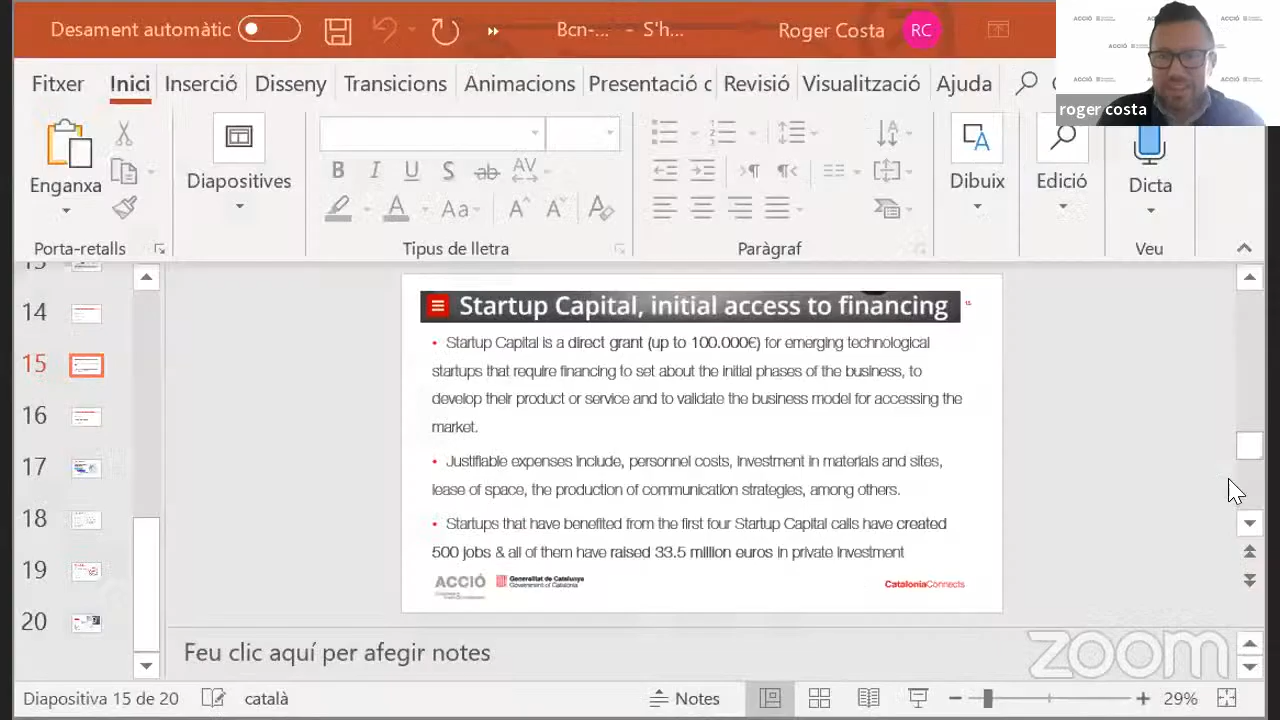 Desament automàtic
Bcn-... - S'h...
Roger Costa
RC
Fitxer Inici Inserció Disseny Transicions Animacions Presentació c Revisió Visualització Ajuda
roger costa
Enganxa
Diapositives
Dibuix
Edició
Dicta
Porta-retalls
Tipus de lletra
Paràgraf
Veu
14
15
16
17
18
19
20
Startup Capital, initial access to financing
15
• Startup Capital is a direct grant (up to 100.000€) for emerging technological
startups that require financing to set about the initial phases of the business, to
develop their product or service and to validate the business model for accessing the
market.
• Justifiable expenses include, personnel costs, investment in materials and sites,
lease of space, the production of communication strategies, among others.
• Startups that have benefited from the first four Startup Capital calls have created
500 jobs & all of them have raised 33.5 million euros in private investment
ACCIÓ
Generalitat de Catalunya
Government of Catalonia
CataloniaConnects
Feu clic aquí per afegir notes
zoom
Diapositiva 15 de 20
català
Notes
29%